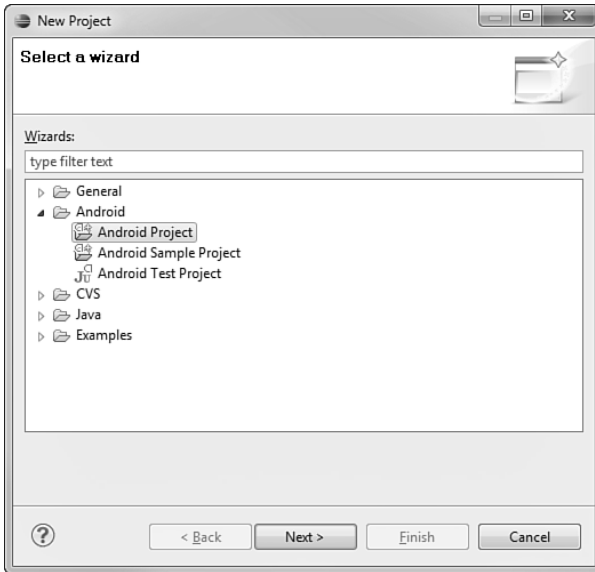 New Project
Select a wizard
Wizards:
type filter text
General
Android
Android Project
Android Sample Project
Android Test Project
CVS
Java
Examples
? < Back Next > Finish Cancel